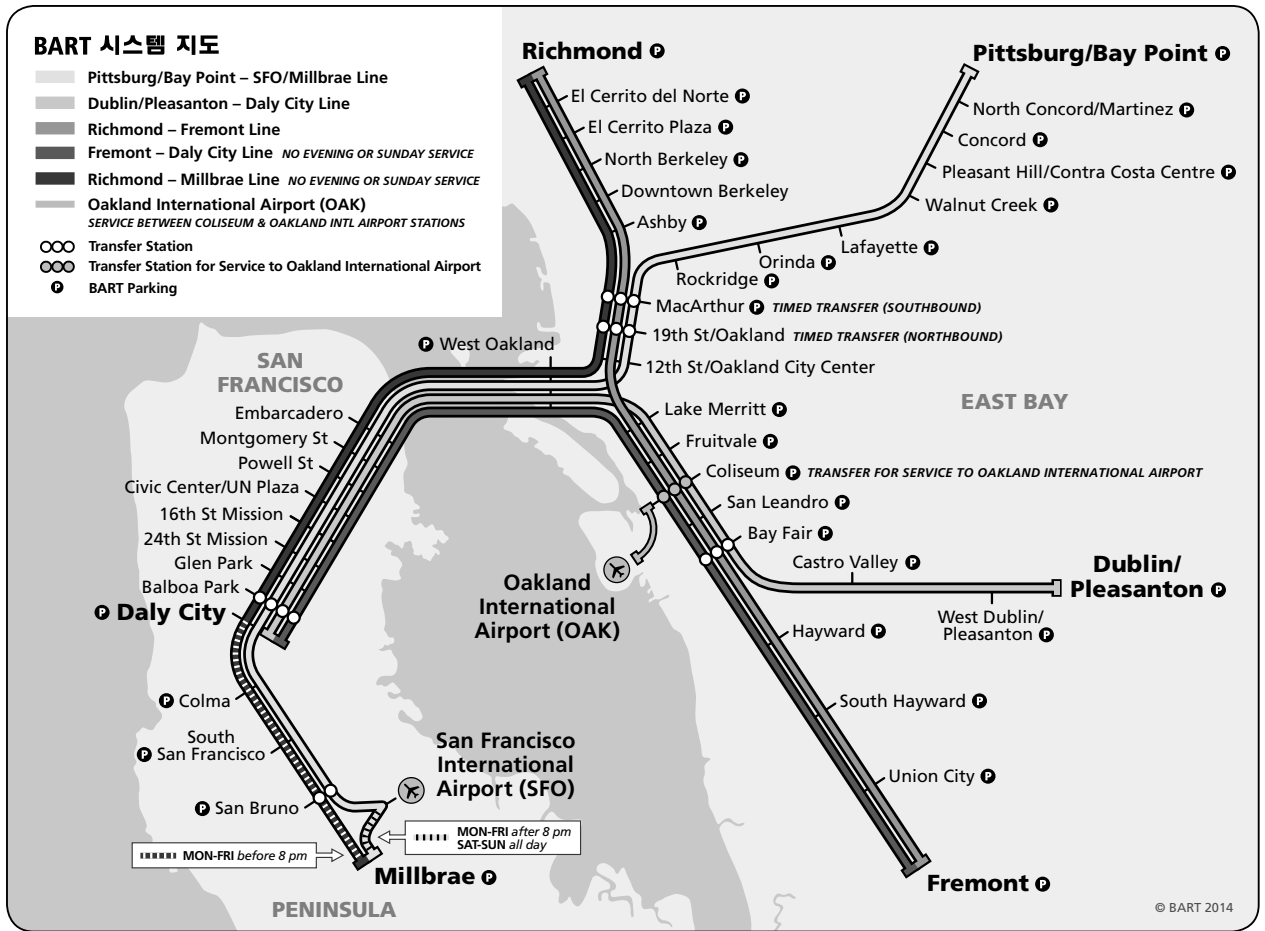 BART 시스템 지도
Pittsburg/Bay Point – SFO/Millbrae Line
Dublin/Pleasanton – Daly City Line
Richmond – Fremont Line
Fremont – Daly City Line NO EVENING OR SUNDAY SERVICE
Richmond – Millbrae Line NO EVENING OR SUNDAY SERVICE
Oakland International Airport (OAK)
SERVICE BETWEEN COLISEUM & OAKLAND INTL AIRPORT STATIONS
Transfer Station
Transfer Station for Service to Oakland International Airport
P BART Parking
Richmond P
El Cerrito del Norte P
El Cerrito Plaza P
North Berkeley P
Downtown Berkeley
Ashby P
Pittsburg/Bay Point P
North Concord/Martinez P
Concord P
Pleasant Hill/Contra Costa Centre P
Walnut Creek P
Lafayette P
Orinda P
Rockridge P
MacArthur P TIMED TRANSFER (SOUTHBOUND)
19th St/Oakland TIMED TRANSFER (NORTHBOUND)
12th St/Oakland City Center
P West Oakland
SAN
FRANCISCO
EAST BAY
Embarcadero
Montgomery St
Powell St
Civic Center/UN Plaza
16th St Mission
24th St Mission
Glen Park
Balboa Park
P Daly City
Lake Merritt P
Fruitvale P
Coliseum P TRANSFER FOR SERVICE TO OAKLAND INTERNATIONAL AIRPORT
San Leandro P
Bay Fair P
Castro Valley P
Dublin/
Pleasanton P
West Dublin/
Pleasanton P
Oakland
International
Airport (OAK)
Hayward P
South Hayward P
Union City P
Fremont P
P Colma
South
P San Francisco
P San Bruno
San Francisco
International
Airport (SFO)
MON-FRI after 8 pm
SAT-SUN all day
MON-FRI before 8 pm
Millbrae P
PENINSULA
© BART 2014